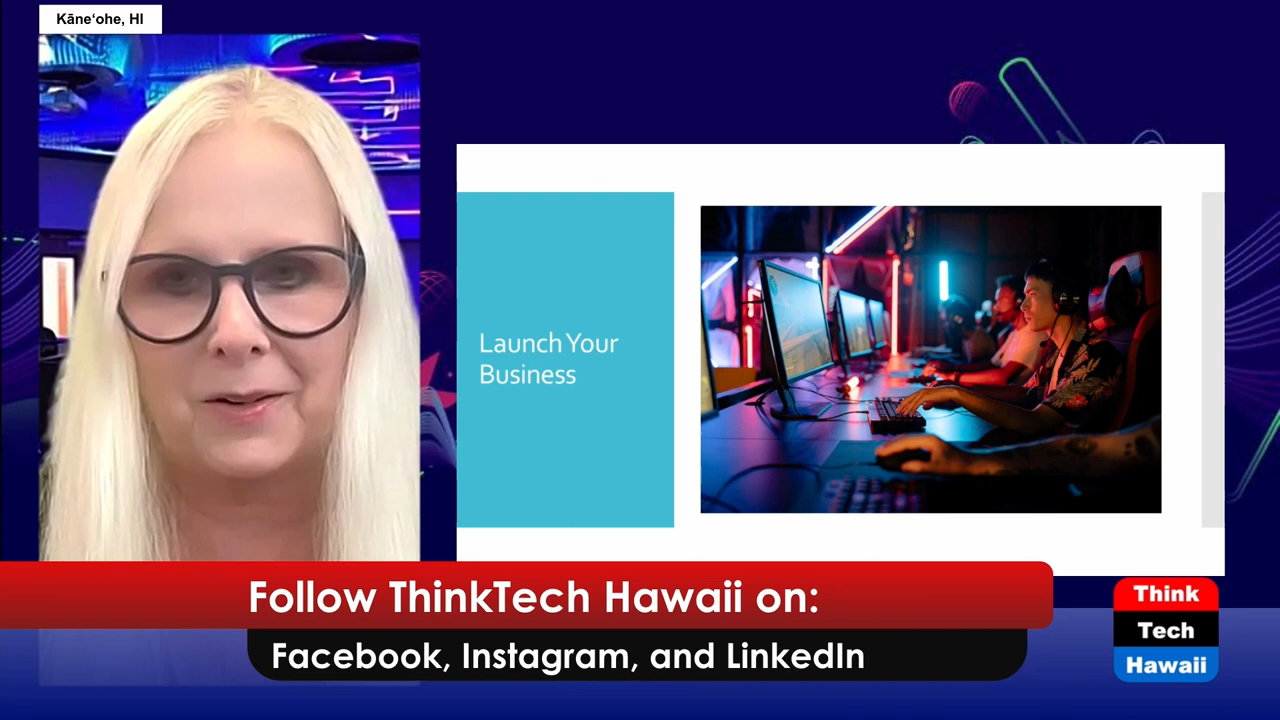 Kāneʻohe, HI
Launch Your
Business
Follow ThinkTech Hawaii on:
Facebook, Instagram, and LinkedIn
Think
Tech
Hawaii